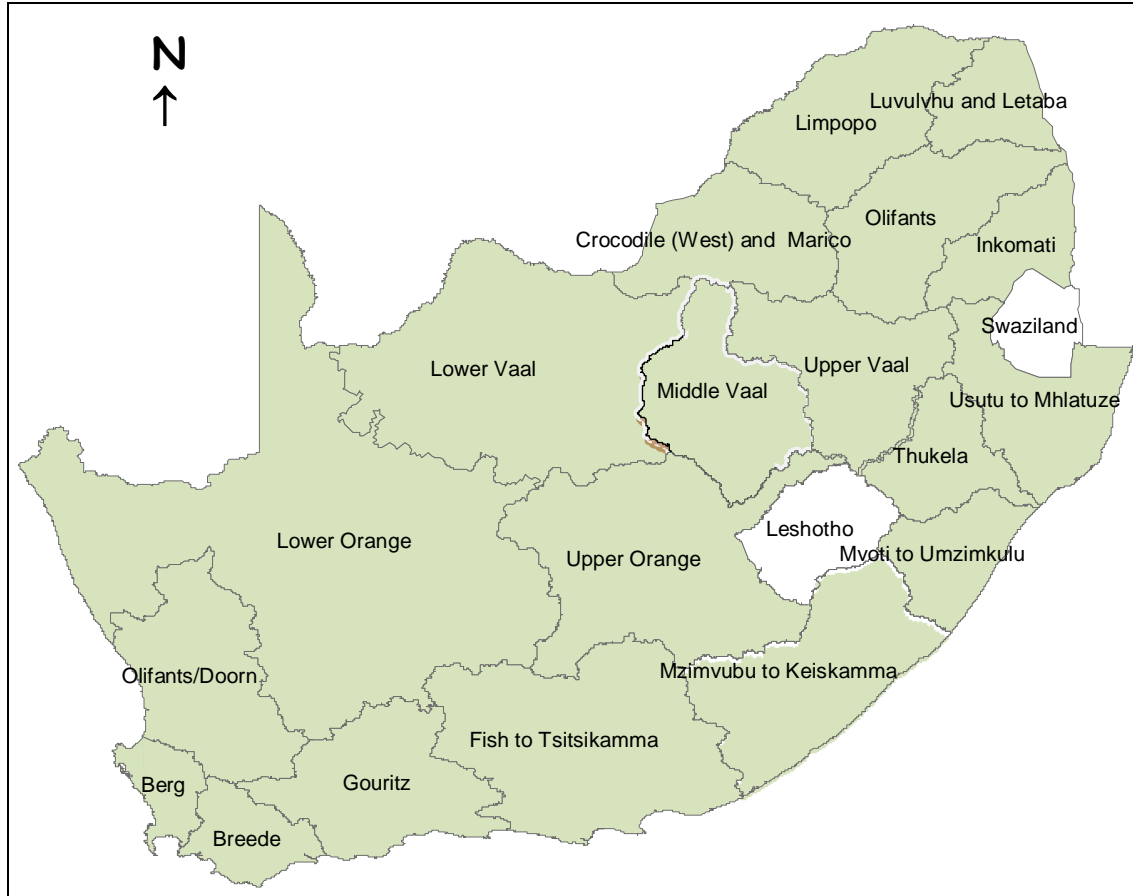 N
Luvulvhu and Letaba
Limpopo
Olifants
Crocodile (West) and Marico
Inkomati
Swaziland
Lower Vaal
Upper Vaal
Middle Vaal
Usutu to Mhlatuze
Thukela
Leshotho
Lower Orange
Upper Orange
Mvoti to Umzimkulu
Olifants/Doorn
Mzimvubu to Keiskamma
Fish to Tsitsikamma
Berg
Gouritz
Breede